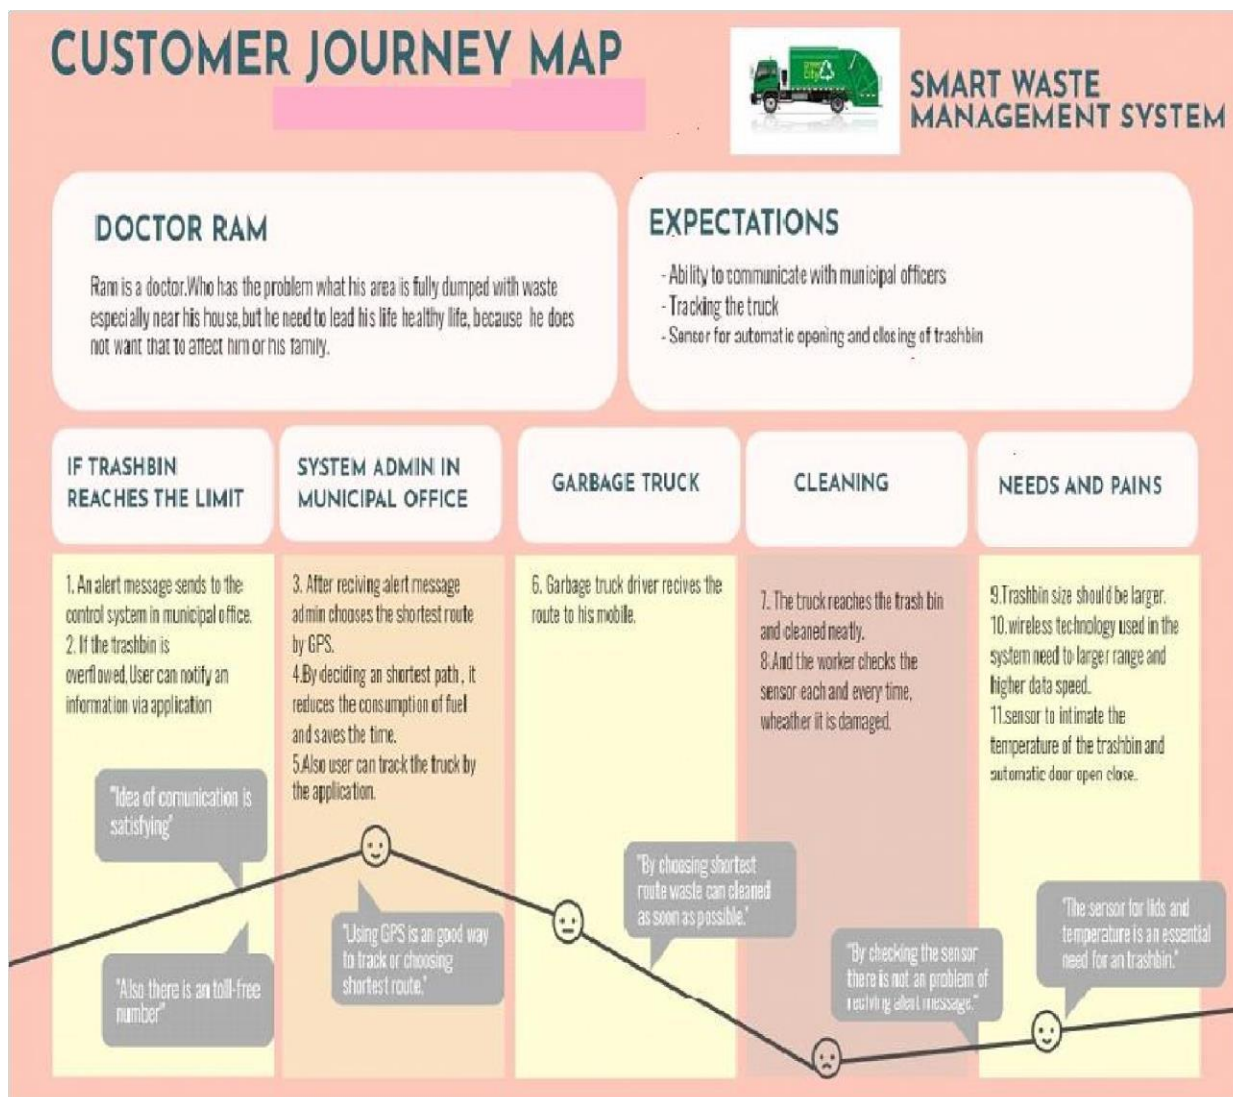 CUSTOMER JOURNEY MAP
green
city
SMART WASTE
MANAGEMENT SYSTEM
DOCTOR RAM
Ram is a doctor.Who has the problem what his area is fully dumped with waste
especially near his house,but he need to lead his life healthy life, because he does
not want that to affect him or his family.
EXPECTATIONS
- Ability to communicate with municipal officers
- Tracking the truck
- Sensor for automatic opening and closing of trashbin
IF TRASHBIN
REACHES THE LIMIT
1. An alert message sends to the
control system in municipal office.
2. If the trashbin is
overflowed,User can notify an
information via application
"Idea of comunication is
satisfying"
"Also there is an toll-free
number"
SYSTEM ADMIN IN
MUNICIPAL OFFICE
3. After reciving alert message
admin chooses the shortest route
by GPS.
4.By deciding an shortest path , it
reduces the consumption of fuel
and saves the time.
5.Also user can track the truck by
the application.
"Using GPS is an good way
to track or choosing
shortest route."
GARBAGE TRUCK
6. Garbage truck driver recives the
route to his mobile.
"By choosing shortest
route waste can cleaned
as soon as possible."
CLEANING
7. The truck reaches the trash bin
and cleaned neatly.
8.And the worker checks the
sensor each and every time,
wheather it is damaged.
"By checking the sensor
there is not an problem of
reciving alert message."
NEEDS AND PAINS
9.Trashbin size should be larger.
10.wireless technology used in the
system need to larger range and
higher data speed.
11.sensor to intimate the
temperature of the trashbin and
automatic door open close.
"The sensor for lids and
temperature is an essential
need for an trashbin."